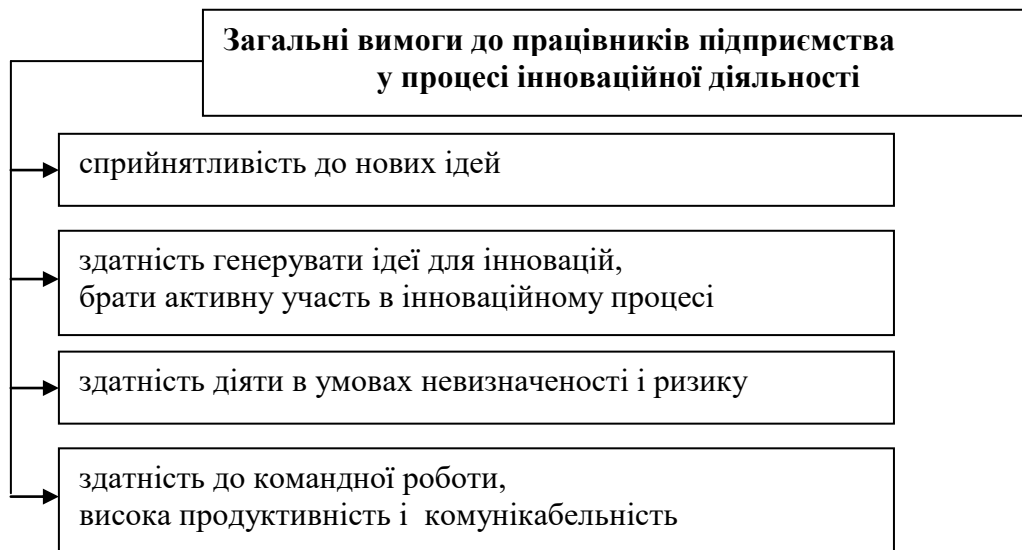 Загальні вимоги до працівників підприємства
у процесі інноваційної діяльності
сприйнятливість до нових ідей
здатність генерувати ідеї для інновацій,
брати активну участь в інноваційному процесі
здатність діяти в умовах невизначеності і ризику
здатність до командної роботи,
висока продуктивність і комунікабельність